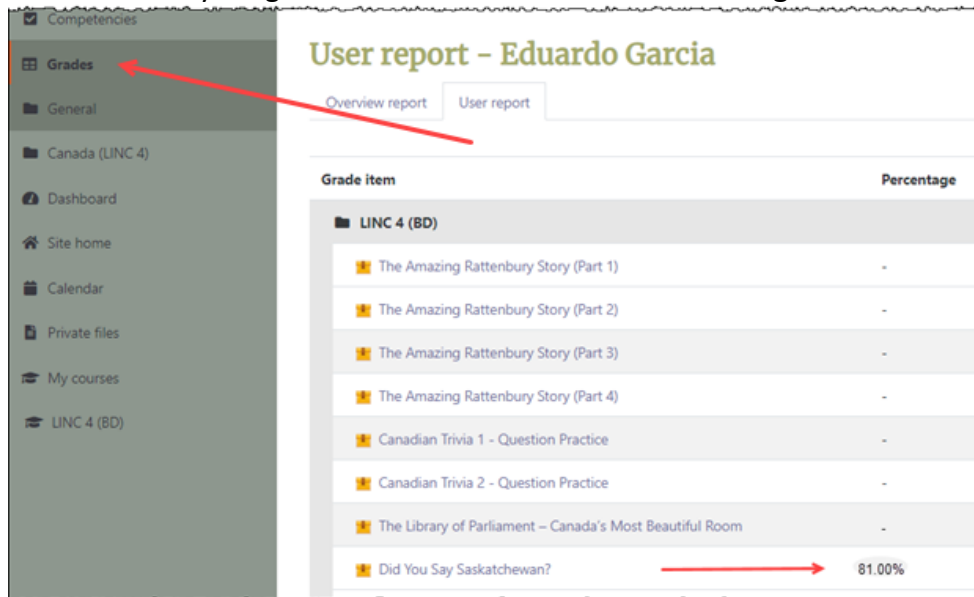 Competencies
Grades
General
Canada (LINC 4)
Dashboard
Site home
Calendar
Private files
My courses
LINC 4 (BD)
User report - Eduardo Garcia
Overview report User report
Grade item Percentage
LINC 4 (BD)
The Amazing Rattenbury Story (Part 1) -
The Amazing Rattenbury Story (Part 2) -
The Amazing Rattenbury Story (Part 3) -
The Amazing Rattenbury Story (Part 4) -
Canadian Trivia 1 - Question Practice -
Canadian Trivia 2 - Question Practice -
The Library of Parliament – Canada's Most Beautiful Room -
Did You Say Saskatchewan? 81.00%